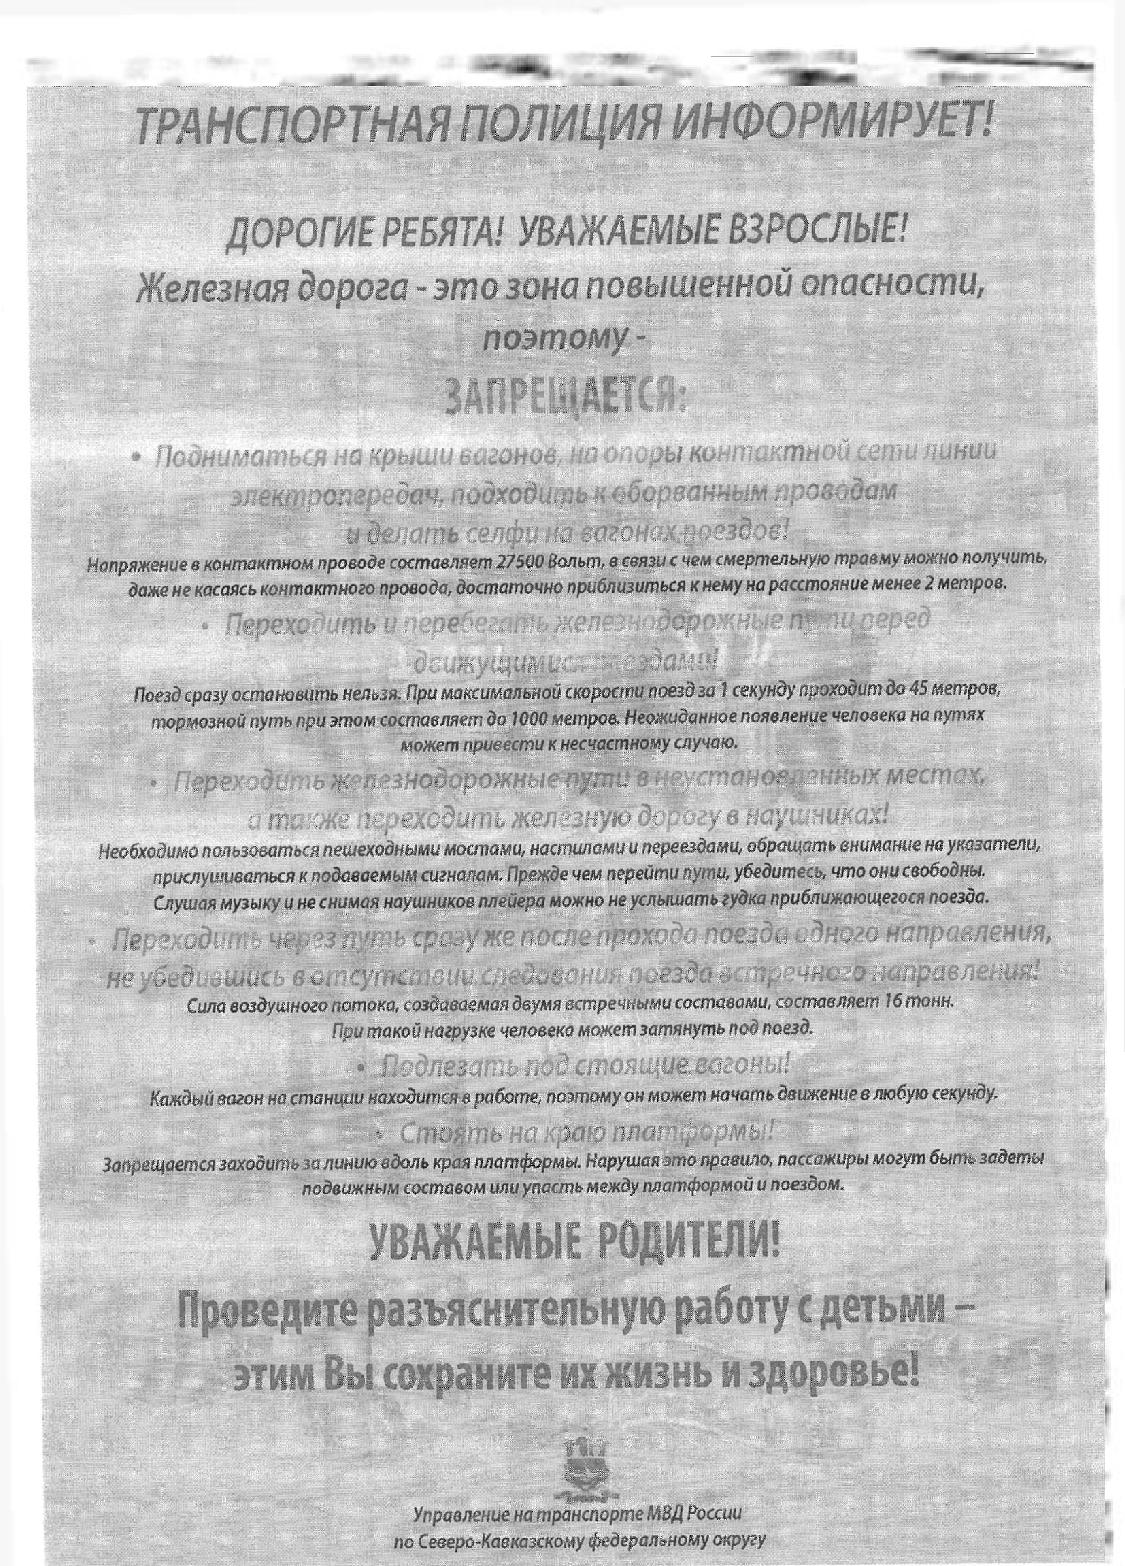 ТРАНСПОРТНАЯ ПОЛИЦИЯ ИНФОРМИРУЕТ!
ДОРОГИЕ РЕБЯТА! УВАЖАЕМЫЕ ВЗРОСЛЫЕ!
Железная дорога - это зона повышенной опасности,
поэтому -
ЗАПРЕЩАЕТСЯ:
• Подниматься на крыши вагонов, на опоры контактной сети линии
электропередач, подходить к оборванным проводам
и делать селфи на вагонах поездов!
Напряжение в контактном проводе составляет 27500 Вольт, в связи с чем смертельную травму можно получить,
даже не касаясь контактного провода, достаточно приблизиться к нему на расстояние менее 2 метров.
• Переходить и перебегать железнодорожные пути перед
движущимися поездами!
Поезд сразу остановить нельзя. При максимальной скорости поезд за 1 секунду проходит до 45 метров,
тормозной путь при этом составляет до 1000 метров. Неожиданное появление человека на путях
может привести к несчастному случаю.
• Переходить железнодорожные пути в неустановленных местах,
а также переходить железную дорогу в наушниках!
Необходимо пользоваться пешеходными мостами, настилами и переездами, обращать внимание на указатели,
прислушиваться к подаваемым сигналам. Прежде чем перейти пути, убедитесь, что они свободны.
Слушая музыку и не снимая наушников плейера можно не услышать гудка приближающегося поезда.
• Переходить через путь сразу же после прохода поезда одного направления,
не убедившись в отсутствии следования поезда встречного направления!
Сила воздушного потока, создаваемая двумя встречными составами, составляет 16 тонн.
При такой нагрузке человека может затянуть под поезд.
• Подлезать под стоящие вагоны!
Каждый вагон на станции находится в работе, поэтому он может начать движение в любую секунду.
• Стоять на краю платформы!
Запрещается заходить за линию вдоль края платформы. Нарушая это правило, пассажиры могут быть задеты
подвижным составом или упасть между платформой и поездом.
УВАЖАЕМЫЕ РОДИТЕЛИ!
Проведите разъяснительную работу с детьми –
этим Вы сохраните их жизнь и здоровье!
Управление на транспорте МВД России
по Северо-Кавказскому федеральному округу